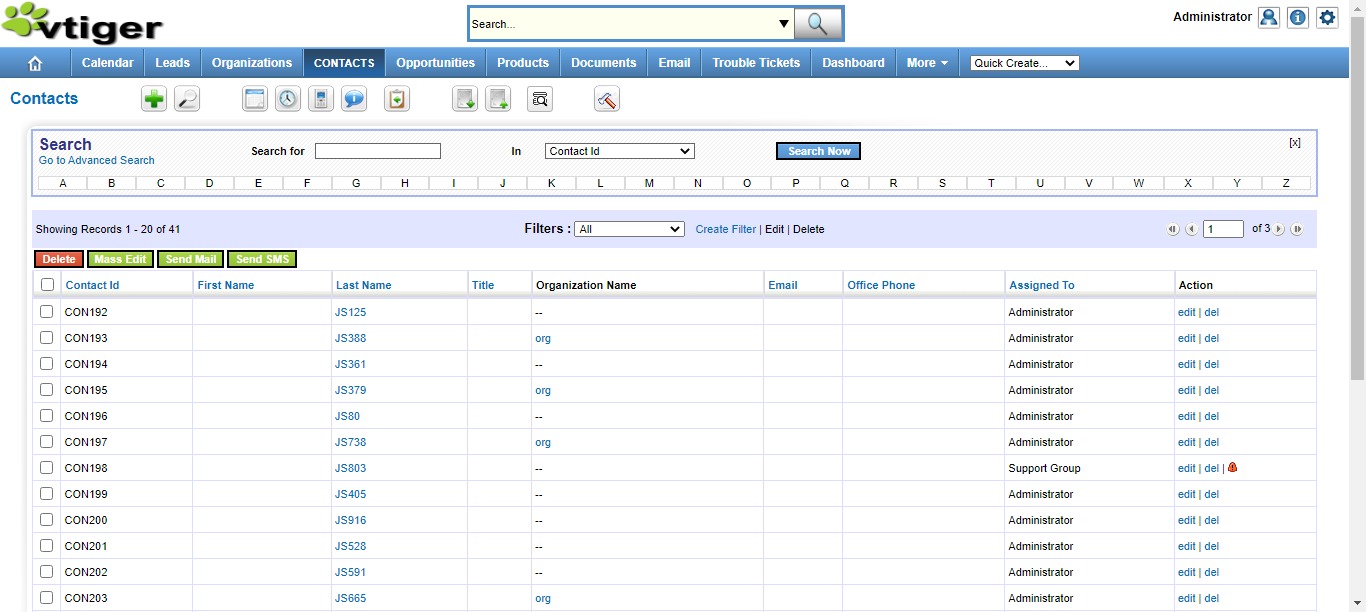 vtiger
Search...
Administrator
Calendar Leads Organizations CONTACTS Opportunities Products Documents Email Trouble Tickets Dashboard More Quick Create...
Contacts
Search
Go to Advanced Search
Search for In Contact Id Search Now [x]
A B C D E F G H I J K L M N O P Q R S T U V W X Y Z
Showing Records 1 - 20 of 41 Filters : All Create Filter | Edit | Delete 1 of 3
Delete Mass Edit Send Mail Send SMS
Contact Id First Name Last Name Title Organization Name Email Office Phone Assigned To Action
CON192 JS125 -- Administrator edit | del
CON193 JS388 org Administrator edit | del
CON194 JS361 -- Administrator edit | del
CON195 JS379 org Administrator edit | del
CON196 JS80 -- Administrator edit | del
CON197 JS738 org Administrator edit | del
CON198 JS803 -- Support Group edit | del |
CON199 JS405 -- Administrator edit | del
CON200 JS916 -- Administrator edit | del
CON201 JS528 -- Administrator edit | del
CON202 JS591 -- Administrator edit | del
CON203 JS665 org Administrator edit | del